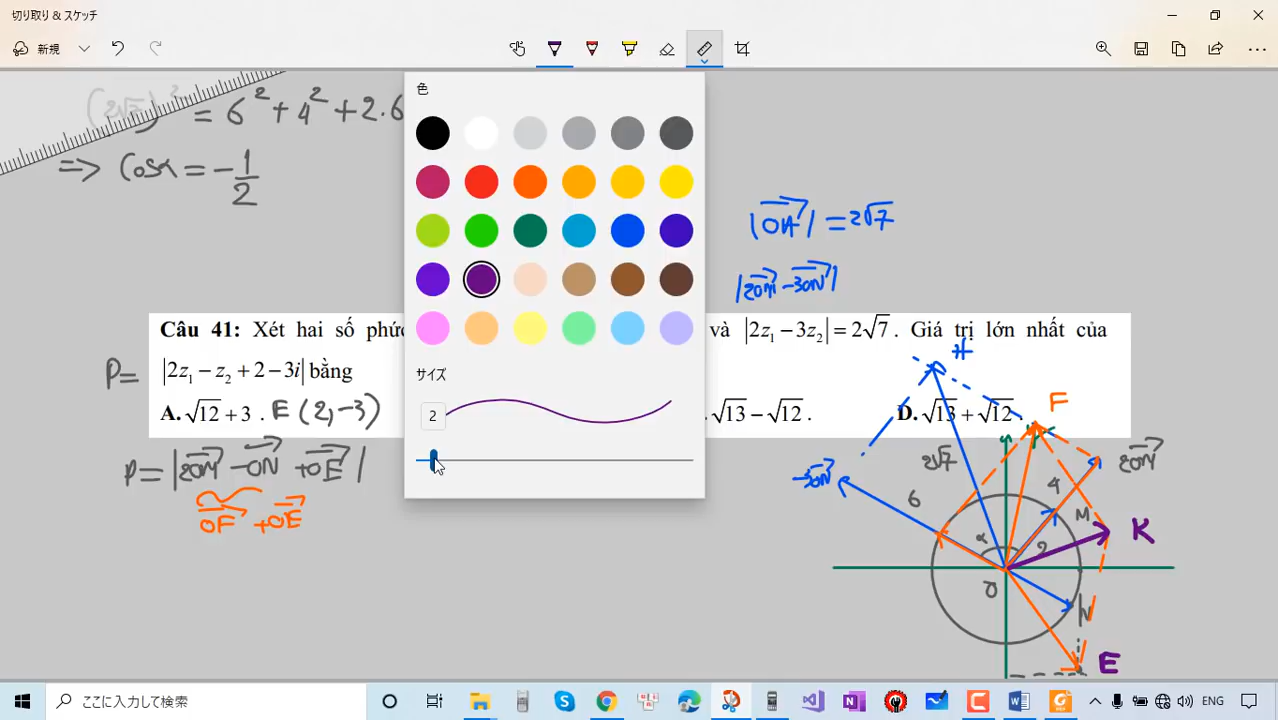 切り取り & スケッチ
新規
(2√7)² = 6² + 4² + 2.6
=> Cosα = -1/2
色
サイズ
2
|OH| = 2√7
|2OM - 3ON|
Câu 41: Xét hai số phức và |2z₁ − 3z₂| = 2√7. Giá trị lớn nhất của
P= |2z₁ − z₂ + 2 − 3i| bằng
A. √12 + 3. E(2,-3) . √13 − √12. D. √13 + √12
P = |2OM - ON + OE|
OF + OE
H
F
-3ON
2√7
2OM
6
4
M
K
α
2
O
N
E
ここに入力して検索
ENG
9:00